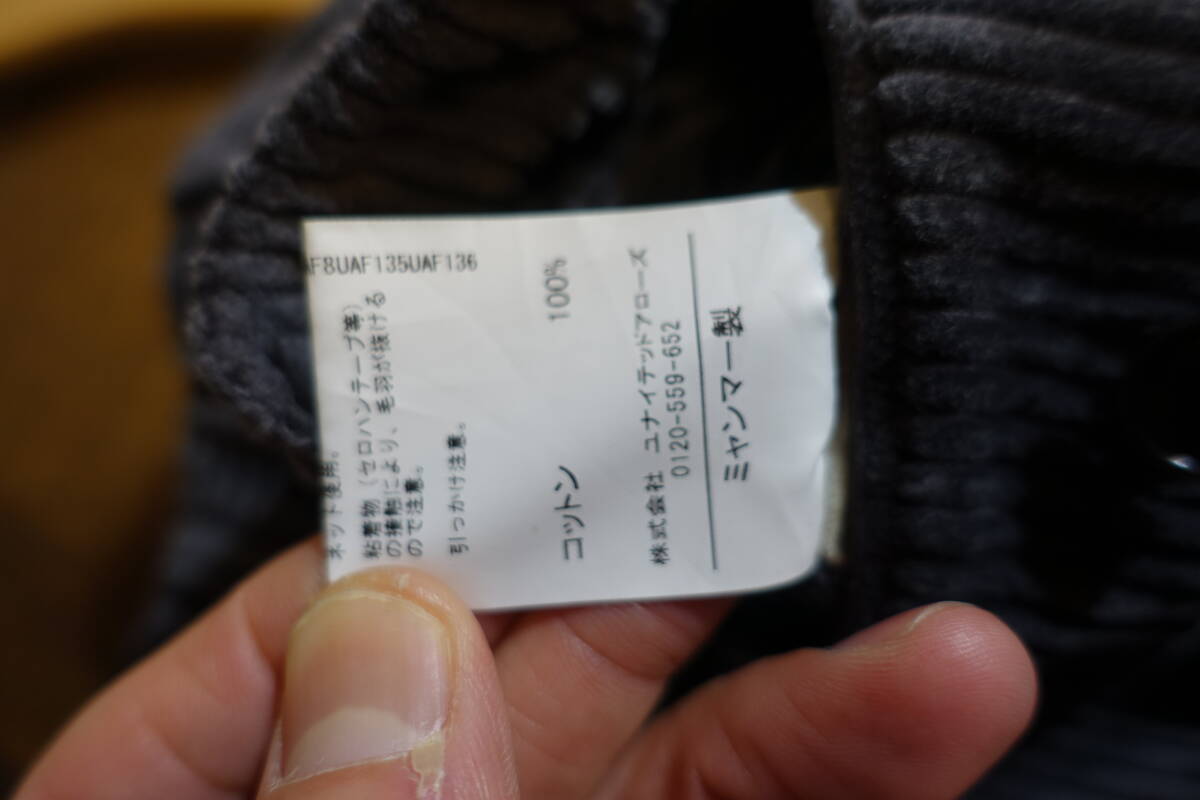 AF8UAF135UAF136
ネット使用。
粘着物（セロハンテープ等）
の接触により、毛羽が抜ける
ので注意。
引っかけ注意。
コットン 100%
株式会社 ユナイテッドアローズ
0120-559-652
ミャンマー製